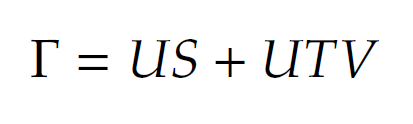 Γ = US + UTV